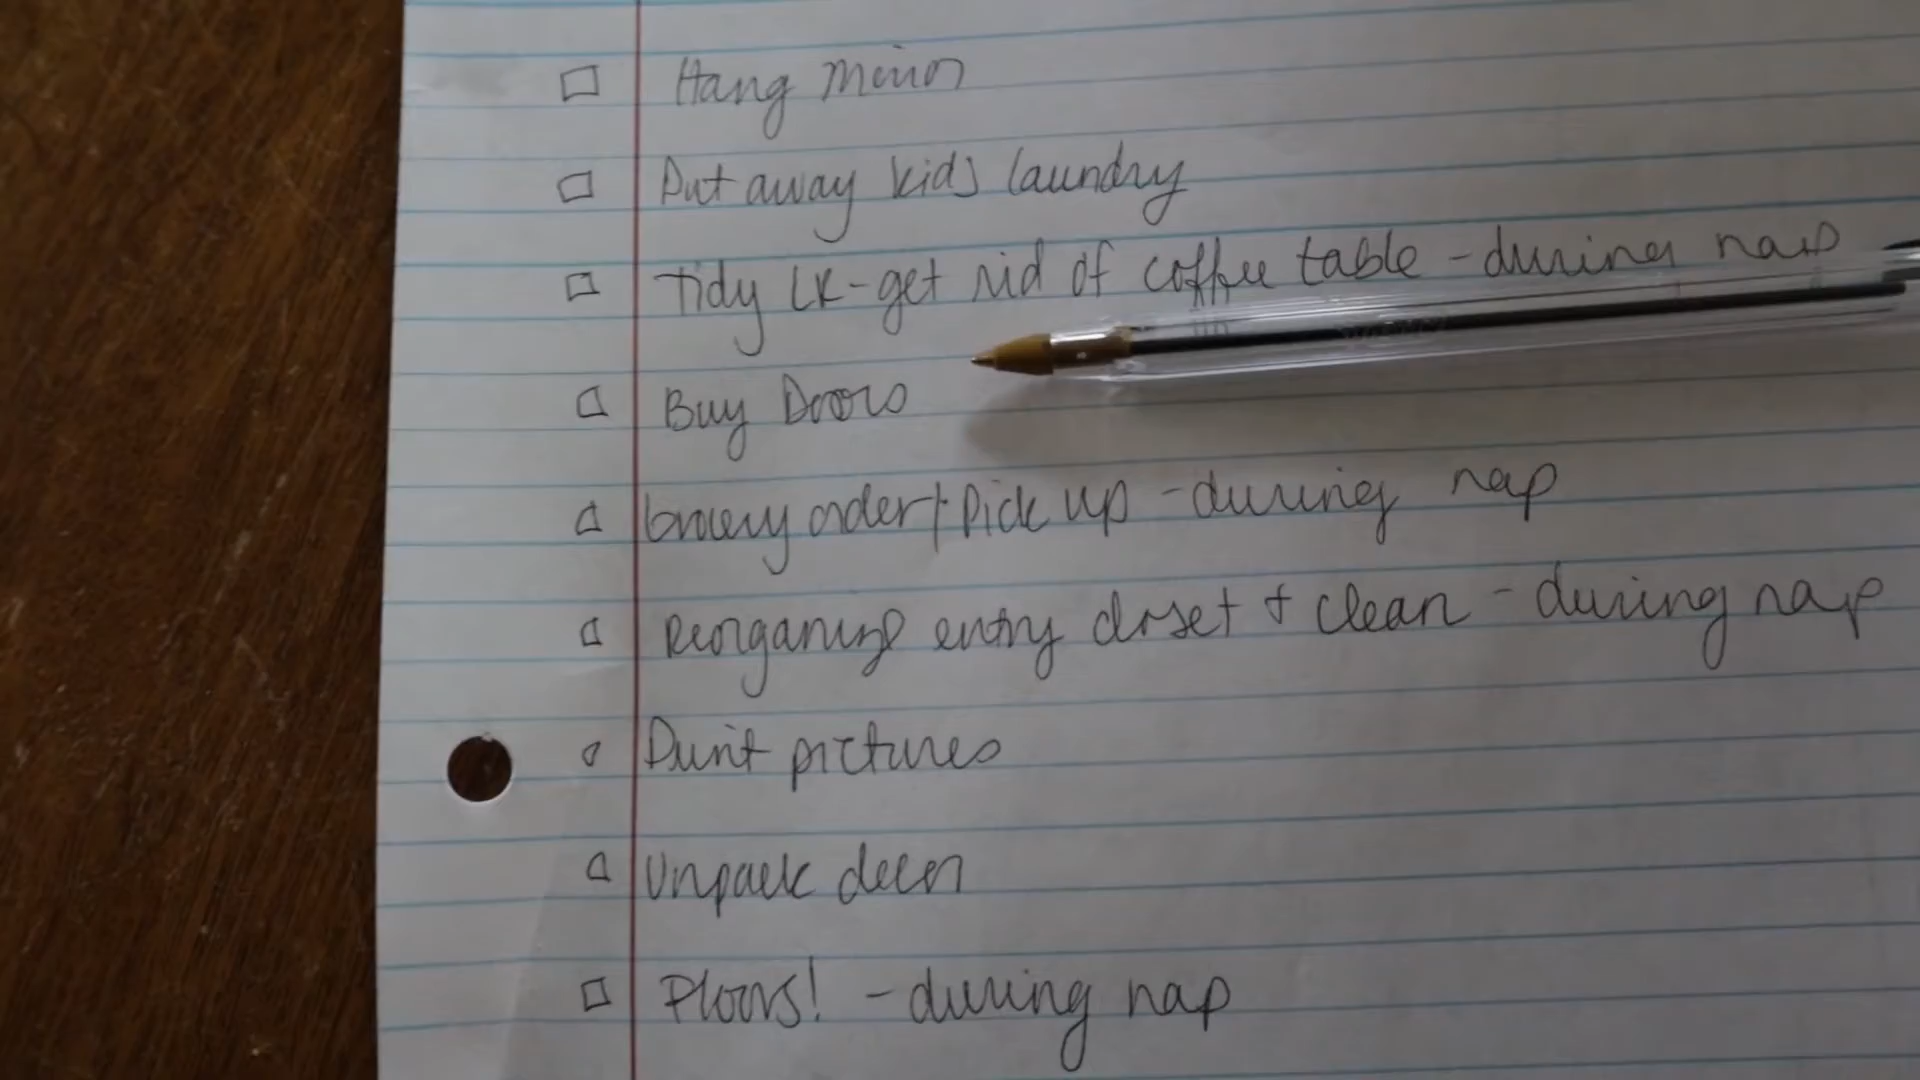 Hang Mirror
Put away kids laundry
Tidy LR - get rid of coffee table - during nap
Buy Doors
Grocery order + Pick up - during nap
Reorganize entry closet + clean - during nap
Print pictures
Unpack decor
Floors! - during nap